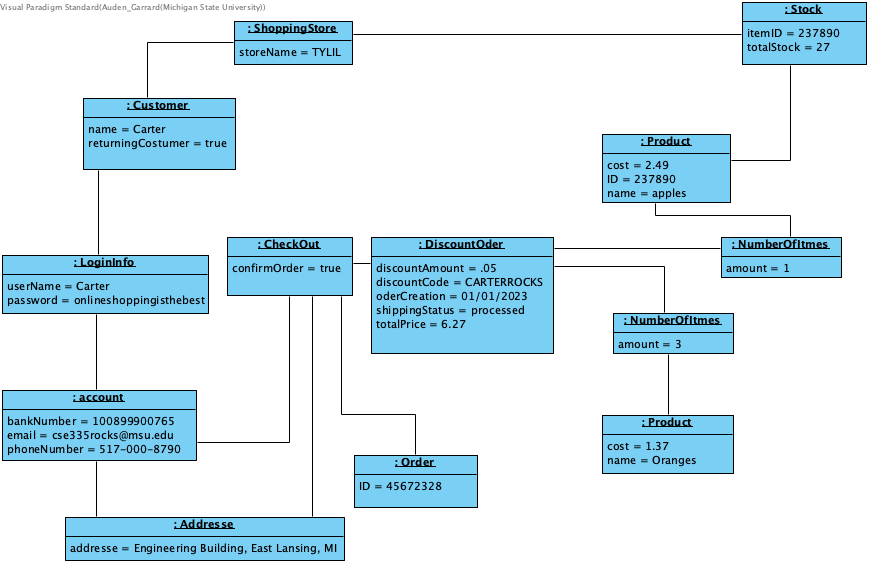 Visual Paradigm Standard(Auden_Garrard(Michigan State University))
: ShoppingStore
storeName = TYLIL
: Stock
itemID = 237890
totalStock = 27
: Customer
name = Carter
returningCostumer = true
: Product
cost = 2.49
ID = 237890
name = apples
: LoginInfo
userName = Carter
password = onlineshoppingisthebest
: CheckOut
confirmOrder = true
: DiscountOder
discountAmount = .05
discountCode = CARTERROCKS
oderCreation = 01/01/2023
shippingStatus = processed
totalPrice = 6.27
: NumberOfItmes
amount = 1
: NumberOfItmes
amount = 3
: account
bankNumber = 100899900765
email = cse335rocks@msu.edu
phoneNumber = 517-000-8790
: Product
cost = 1.37
name = Oranges
: Order
ID = 45672328
: Addresse
addresse = Engineering Building, East Lansing, MI